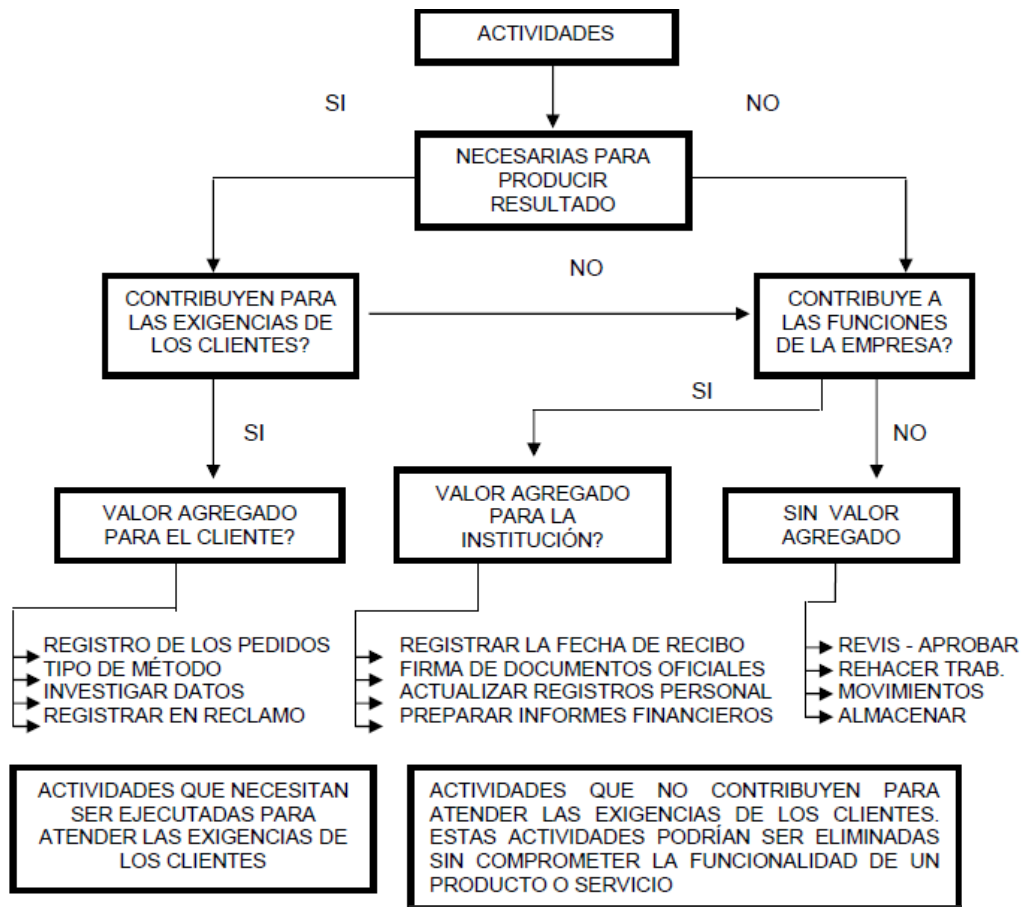 ACTIVIDADES
SI
NO
NECESARIAS PARA
PRODUCIR
RESULTADO
NO
CONTRIBUYEN PARA
LAS EXIGENCIAS DE
LOS CLIENTES?
CONTRIBUYE A
LAS FUNCIONES
DE LA EMPRESA?
SI
SI
NO
VALOR AGREGADO
PARA EL CLIENTE?
VALOR AGREGADO
PARA LA
INSTITUCIÓN?
SIN VALOR
AGREGADO
REGISTRO DE LOS PEDIDOS
TIPO DE MÉTODO
INVESTIGAR DATOS
REGISTRAR EN RECLAMO
REGISTRAR LA FECHA DE RECIBO
FIRMA DE DOCUMENTOS OFICIALES
ACTUALIZAR REGISTROS PERSONAL
PREPARAR INFORMES FINANCIEROS
REVIS - APROBAR
REHACER TRAB.
MOVIMIENTOS
ALMACENAR
ACTIVIDADES QUE NECESITAN
SER EJECUTADAS PARA
ATENDER LAS EXIGENCIAS DE
LOS CLIENTES
ACTIVIDADES QUE NO CONTRIBUYEN PARA
ATENDER LAS EXIGENCIAS DE LOS CLIENTES.
ESTAS ACTIVIDADES PODRÍAN SER ELIMINADAS
SIN COMPROMETER LA FUNCIONALIDAD DE UN
PRODUCTO O SERVICIO